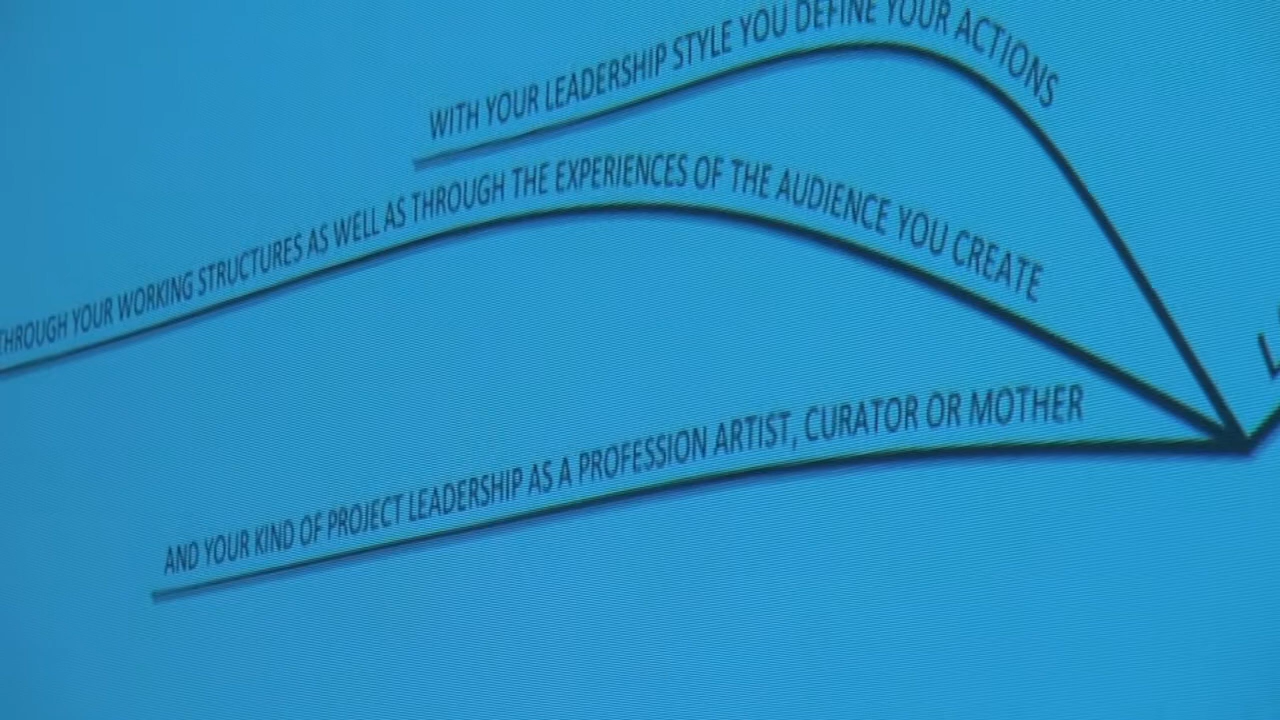 WITH YOUR LEADERSHIP STYLE YOU DEFINE YOUR ACTIONS
THROUGH YOUR WORKING STRUCTURES AS WELL AS THROUGH THE EXPERIENCES OF THE AUDIENCE YOU CREATE
AND YOUR KIND OF PROJECT LEADERSHIP AS A PROFESSION ARTIST, CURATOR OR MOTHER